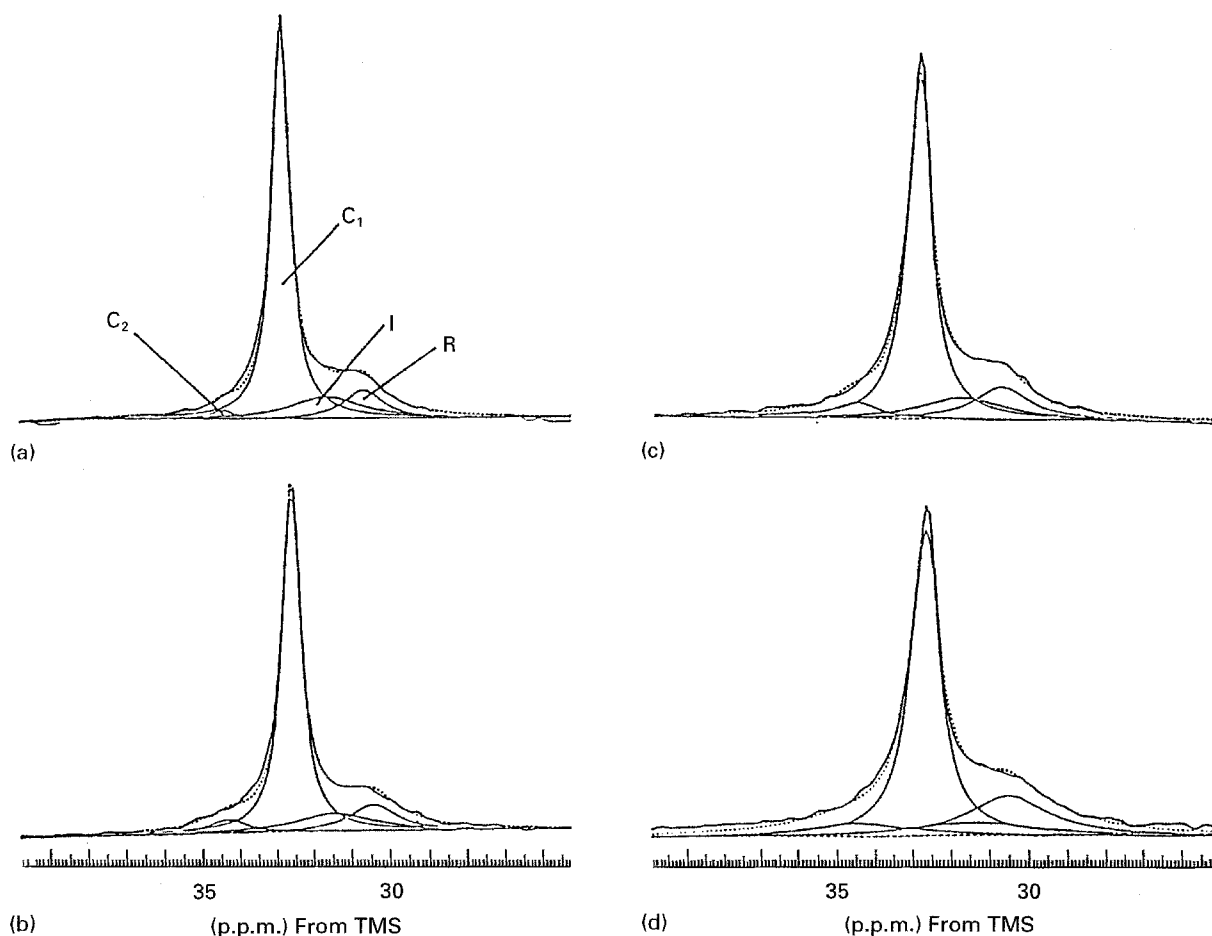 C₁
C₂
I
R
(a)
(c)
35
30
(b)
(p.p.m.) From TMS
35
30
(d)
(p.p.m.) From TMS